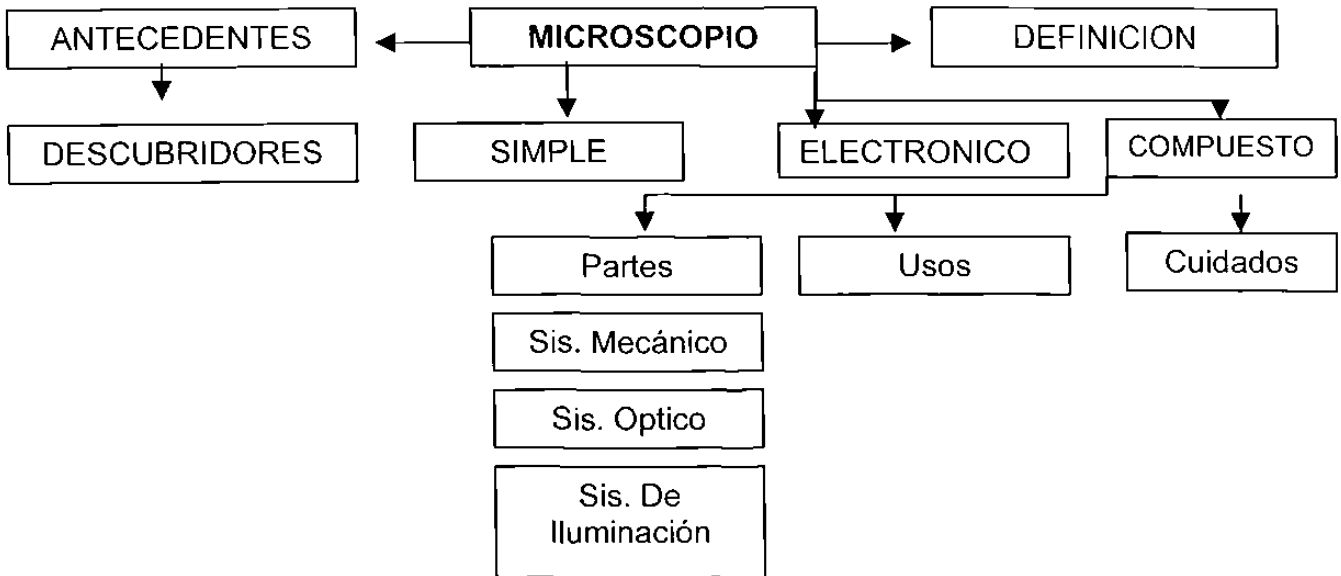 ANTECEDENTES
MICROSCOPIO
DEFINICION
DESCUBRIDORES
SIMPLE
ELECTRONICO
COMPUESTO
Partes
Usos
Cuidados
Sis. Mecánico
Sis. Optico
Sis. De
Iluminación